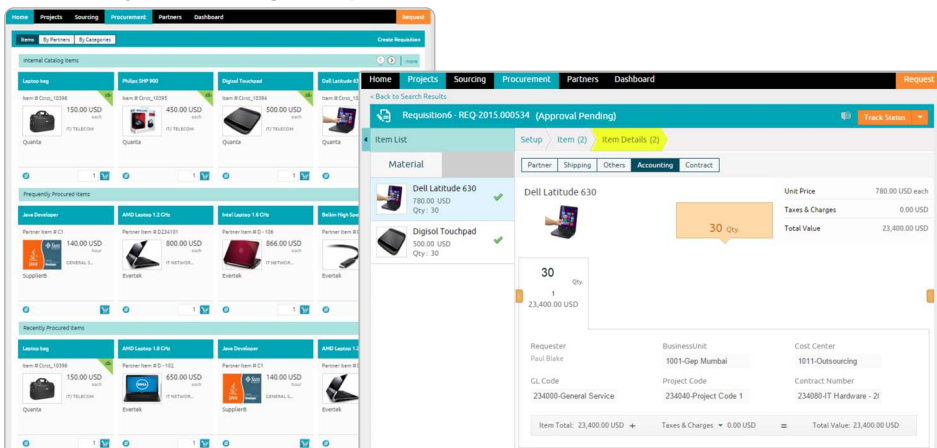 Home Projects Sourcing Procurement Partners Dashboard Request
Items By Partners By Categories Create Requisition
Internal Catalog Items more
Laptop bag
Item #
150.00 USD
each
IT/ TELECOM
Quanta
1
Philips SHP 900
Item #
450.00 USD
each
IT/ TELECOM
Quanta
1
Digisol Touchpad
Item #
500.00 USD
each
IT/ TELECOM
Quanta
1
Dell Latitude
Item #
Quanta
Frequently Procured Items
Java Developer
Partner Item # C1
140.00 USD
hour
GENERAL S...
SupplierB
AMD Laptop 1.2 GHz
Partner Item # D234101
800.00 USD
each
IT NETWOR...
Evertek
1
Intel Laptop 1.6 GHz
Partner Item # D - 106
866.00 USD
each
IT NETWOR...
Evertek
1
Belkin High Spe
Partner Item #
Evertek
Recently Procured Items
Laptop bag
Item #
150.00 USD
each
IT/ TELECOM
Quanta
1
AMD Laptop 1.8 GHz
Partner Item # D - 102
650.00 USD
each
IT NETWOR...
Evertek
1
Java Developer
Partner Item # C1
140.00 USD
hour
GENERAL S...
SupplierB
AMD Laptop 1.2
Partner Item #
Evertek
Home Projects Sourcing Procurement Partners Dashboard Request
< Back to Search Results
Requisition6 - REQ-2015.000534 (Approval Pending) Track Status
Item List Setup Item (2) Item Details (2)
Material Partner Shipping Others Accounting Contract
Dell Latitude 630
780.00 USD
Qty : 30
Digisol Touchpad
500.00 USD
Qty : 30
Dell Latitude 630
30 Qty.
Unit Price 780.00 USD each
Taxes & Charges 0.00 USD
Total Value 23,400.00 USD
30
Qty
1
23,400.00 USD
Requester BusinessUnit Cost Center
Paul Blake 1001-Gep Mumbai 1011-Outsourcing
GL Code Project Code Contract Number
234000-General Service 234040-Project Code 1 234080-IT Hardware - 2(
Item Total: 23,400.00 USD + Taxes & Charges 0.00 USD = Total Value: 23,400.00 USD